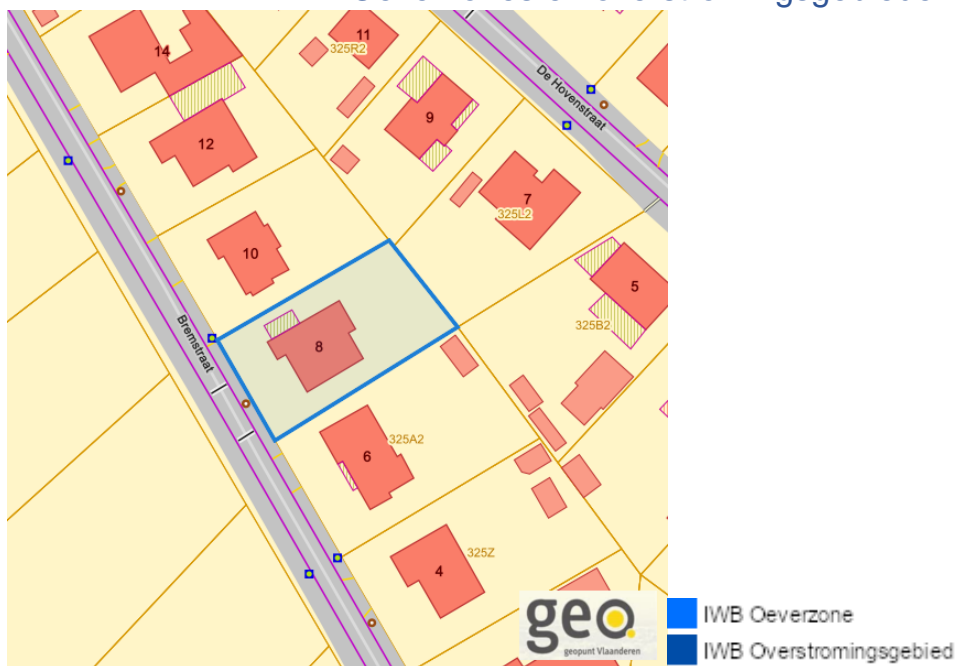 14
11
325R2
De Hovenstraat
9
12
7
325L2
10
5
325B2
Bremstraat
8
325A2
6
325Z
4
geo.
geopunt Vlaanderen
IWB Oeverzone
IWB Overstromingsgebied